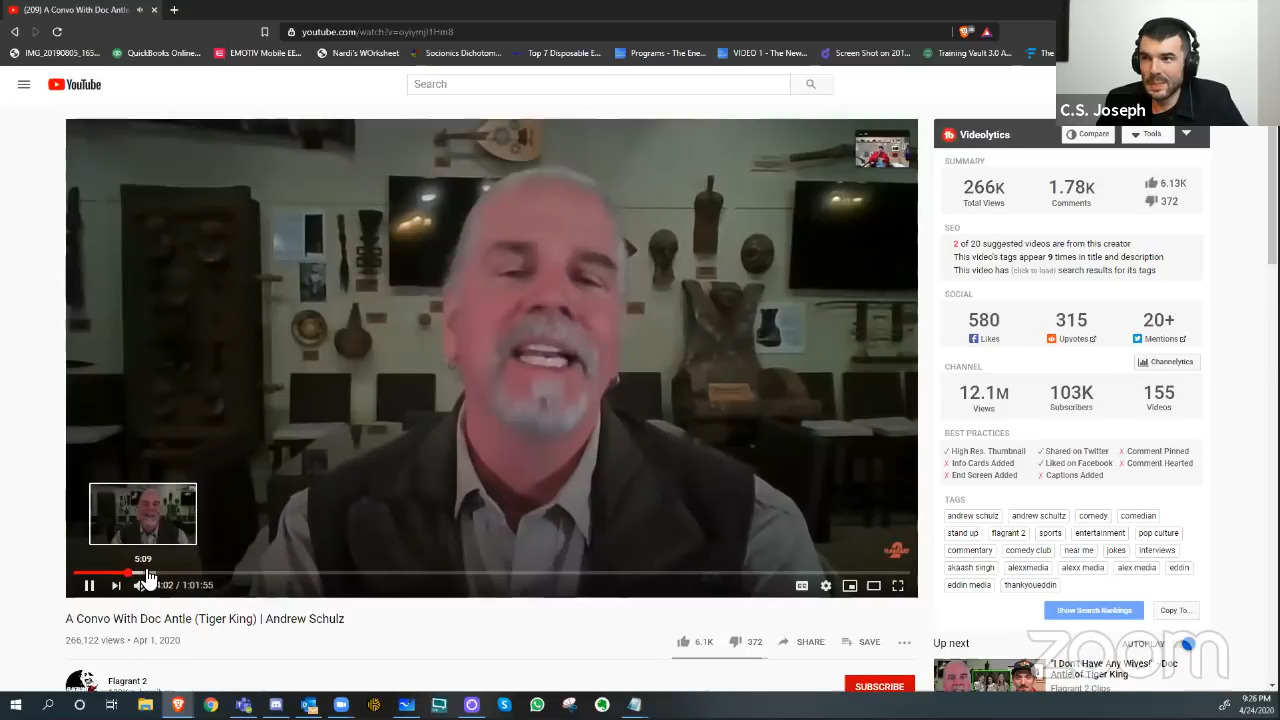 (209) A Convo With Doc Antle
youtube.com/watch?v=oyiymjI1Hm8
IMG_20190805_165...
QuickBooks Online...
EMOTIV Mobile EE...
Nardi's WOrksheet
Socionics Dichotom...
Top 7 Disposable E...
Programs - The Ene...
VIDEO 1 - The New...
Screen Shot on 201...
Training Vault 3.0 A...
The
YouTube
Search
C.S. Joseph
Videolytics
Compare
Tools
SUMMARY
266K
1.78K
6.13K
Total Views
Comments
372
SEO
2 of 20 suggested videos are from this creator
This video's tags appear 9 times in title and description
This video has (click to load) search results for its tags
SOCIAL
580
315
20+
Likes
Upvotes
Mentions
Channelytics
CHANNEL
12.1M
103K
155
Views
Subscribers
Videos
BEST PRACTICES
✓ High Res. Thumbnail
✓ Shared on Twitter
✗ Comment Pinned
✗ Info Cards Added
✓ Liked on Facebook
✗ Comment Hearted
✗ End Screen Added
✗ Captions Added
TAGS
andrew schulz
andrew schultz
comedy
comedian
stand up
flagrant 2
sports
entertainment
pop culture
commentary
comedy club
near me
jokes
interviews
akaash singh
alexxmedia
alexx media
alex media
eddin
eddin media
thankyoueddin
Show Search Rankings
Copy To...
5:09
4:02 / 1:01:55
CC
A Convo With Doc Antle (Tiger King) | Andrew Schulz
266,122 views • Apr 1, 2020
6.1K
372
SHARE
SAVE
Flagrant 2
SUBSCRIBE
Up next
AUTOPLAY
zoom
"I Don't Have Any Wives!" - Doc
Antle of Tiger King
Flagrant 2 Clips
9:26 PM
4/24/2020